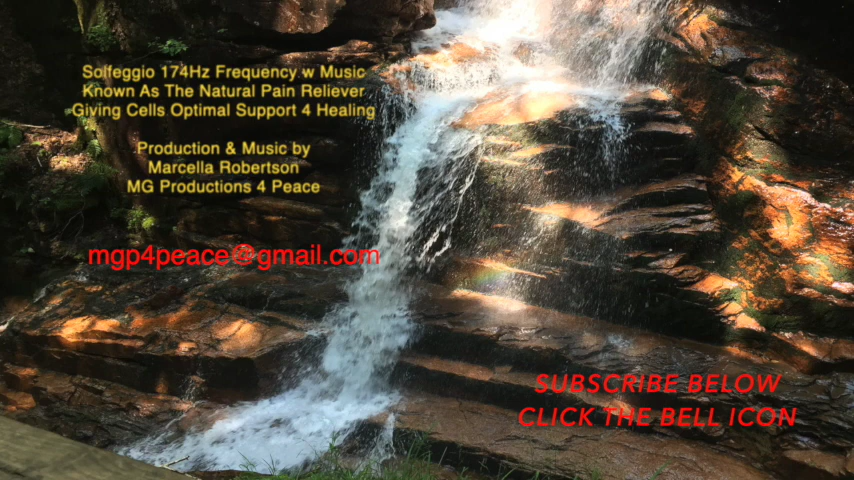 Solfeggio 174Hz Frequency w Music
Known As The Natural Pain Reliever
Giving Cells Optimal Support 4 Healing
Production & Music by
Marcella Robertson
MG Productions 4 Peace
mgp4peace@gmail.com
SUBSCRIBE BELOW
CLICK THE BELL ICON